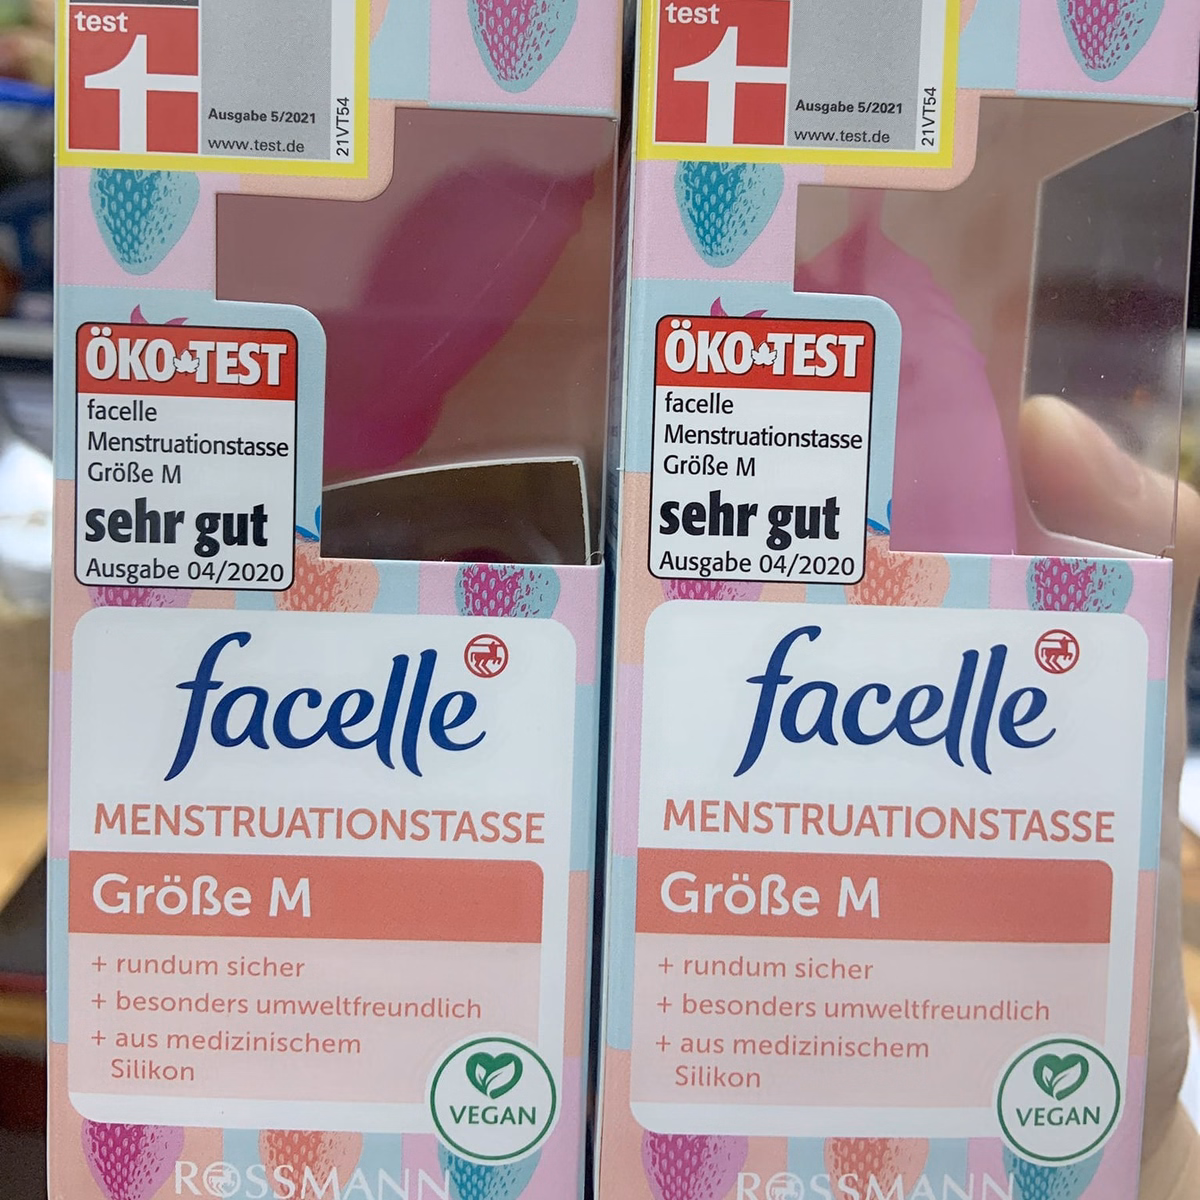 test
Ausgabe 5/2021
www.test.de
21VT54
ÖKO TEST
facelle
Menstruationstasse
Größe M
sehr gut
Ausgabe 04/2020
facelle
MENSTRUATIONSTASSE
Größe M
+ rundum sicher
+ besonders umweltfreundlich
+ aus medizinischem
Silikon
VEGAN
ROSSMANN
test
Ausgabe 5/2021
www.test.de
21VT54
ÖKO TEST
facelle
Menstruationstasse
Größe M
sehr gut
Ausgabe 04/2020
facelle
MENSTRUATIONSTASSE
Größe M
+ rundum sicher
+ besonders umweltfreundlich
+ aus medizinischem
Silikon
VEGAN
ROSSMANN